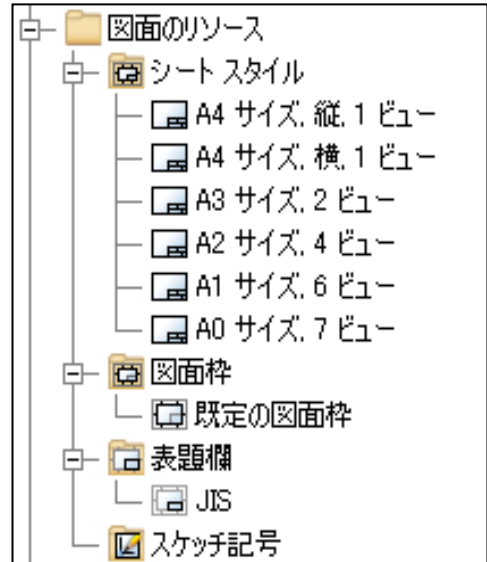 図面のリソース
シート スタイル
A4 サイズ, 縦, 1 ビュー
A4 サイズ, 横, 1 ビュー
A3 サイズ, 2 ビュー
A2 サイズ, 4 ビュー
A1 サイズ, 6 ビュー
A0 サイズ, 7 ビュー
図面枠
既定の図面枠
表題欄
JIS
スケッチ記号